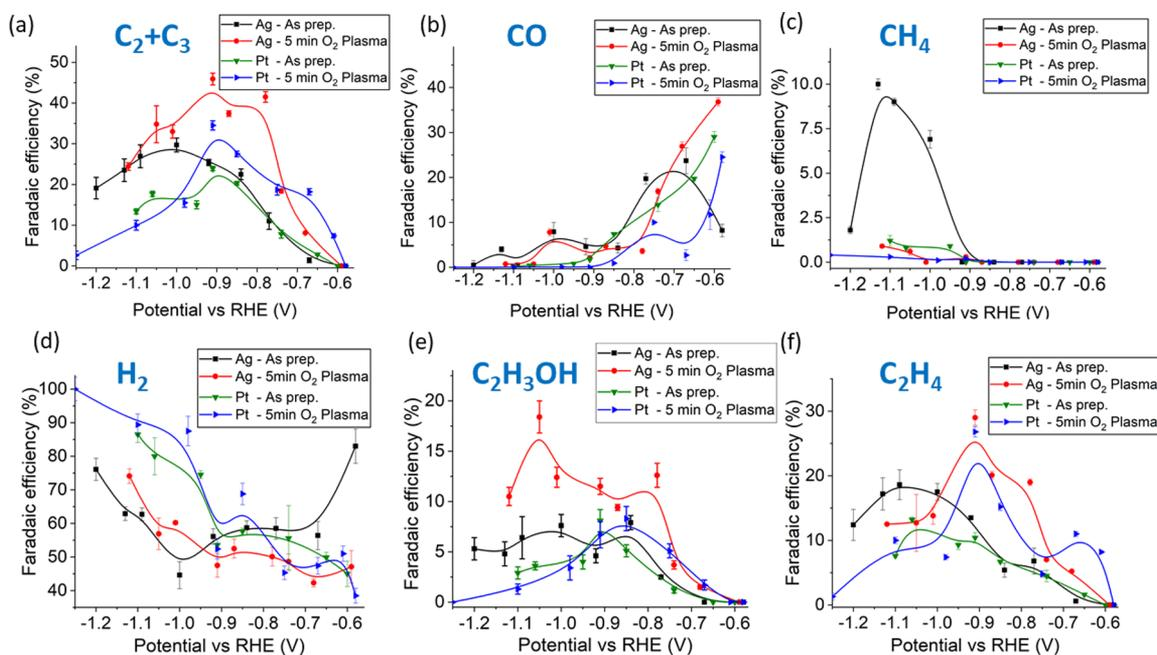 (a)
C2+C3
Ag - As prep.
Ag - 5 min O2 Plasma
Pt - As prep.
Pt - 5 min O2 Plasma
Faradaic efficiency (%)
50
40
30
20
10
0
-1.2 -1.1 -1.0 -0.9 -0.8 -0.7 -0.6
Potential vs RHE (V)
(b)
CO
Ag - As prep.
Ag - 5min O2 Plasma
Pt - As prep.
Pt - 5min O2 Plasma
Faradaic efficiency (%)
50
40
30
20
10
0
-1.2 -1.1 -1.0 -0.9 -0.8 -0.7 -0.6
Potential vs RHE (V)
(c)
CH4
Ag - As prep.
Ag - 5min O2 Plasma
Pt - As prep.
Pt - 5min O2 Plasma
Faradaic efficiency (%)
10.0
7.5
5.0
2.5
0.0
-1.2 -1.1 -1.0 -0.9 -0.8 -0.7 -0.6
Potential vs RHE (V)
(d)
H2
Ag - As prep.
Ag - 5min O2 Plasma
Pt - As prep.
Pt - 5min O2 Plasma
Faradaic efficiency (%)
100
90
80
70
60
50
40
-1.2 -1.1 -1.0 -0.9 -0.8 -0.7 -0.6
Potential vs RHE (V)
(e)
C2H3OH
Ag - As prep.
Ag - 5 min O2 Plasma
Pt - As prep.
Pt - 5 min O2 Plasma
Faradaic efficiency (%)
20
15
10
5
0
-1.2 -1.1 -1.0 -0.9 -0.8 -0.7 -0.6
Potential vs RHE (V)
(f)
C2H4
Ag - As prep.
Ag - 5min O2 Plasma
Pt - As prep.
Pt - 5min O2 Plasma
Faradaic efficiency (%)
30
20
10
0
-1.2 -1.1 -1.0 -0.9 -0.8 -0.7 -0.6
Potential vs RHE (V)